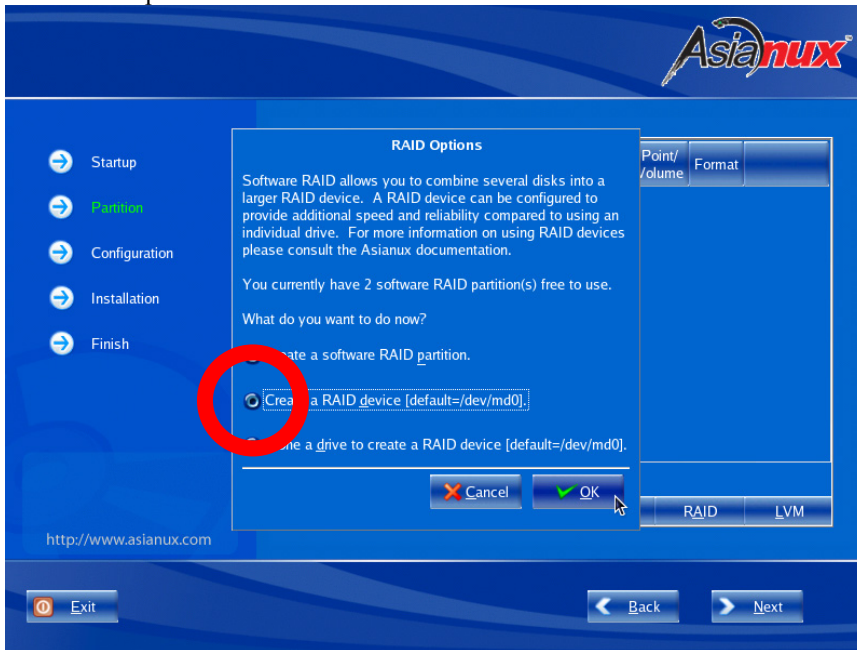 Asianux
RAID Options
Software RAID allows you to combine several disks into a
larger RAID device. A RAID device can be configured to
provide additional speed and reliability compared to using an
individual drive. For more information on using RAID devices
please consult the Asianux documentation.
You currently have 2 software RAID partition(s) free to use.
What do you want to do now?
a software RAID partition.
a RAID device [default=/dev/md0].
a drive to create a RAID device [default=/dev/md0].
Cancel
OK
Startup
Partition
Configuration
Installation
Finish
Point/
Format
RAID
LVM
http://www.asianux.com
Exit
Back
Next